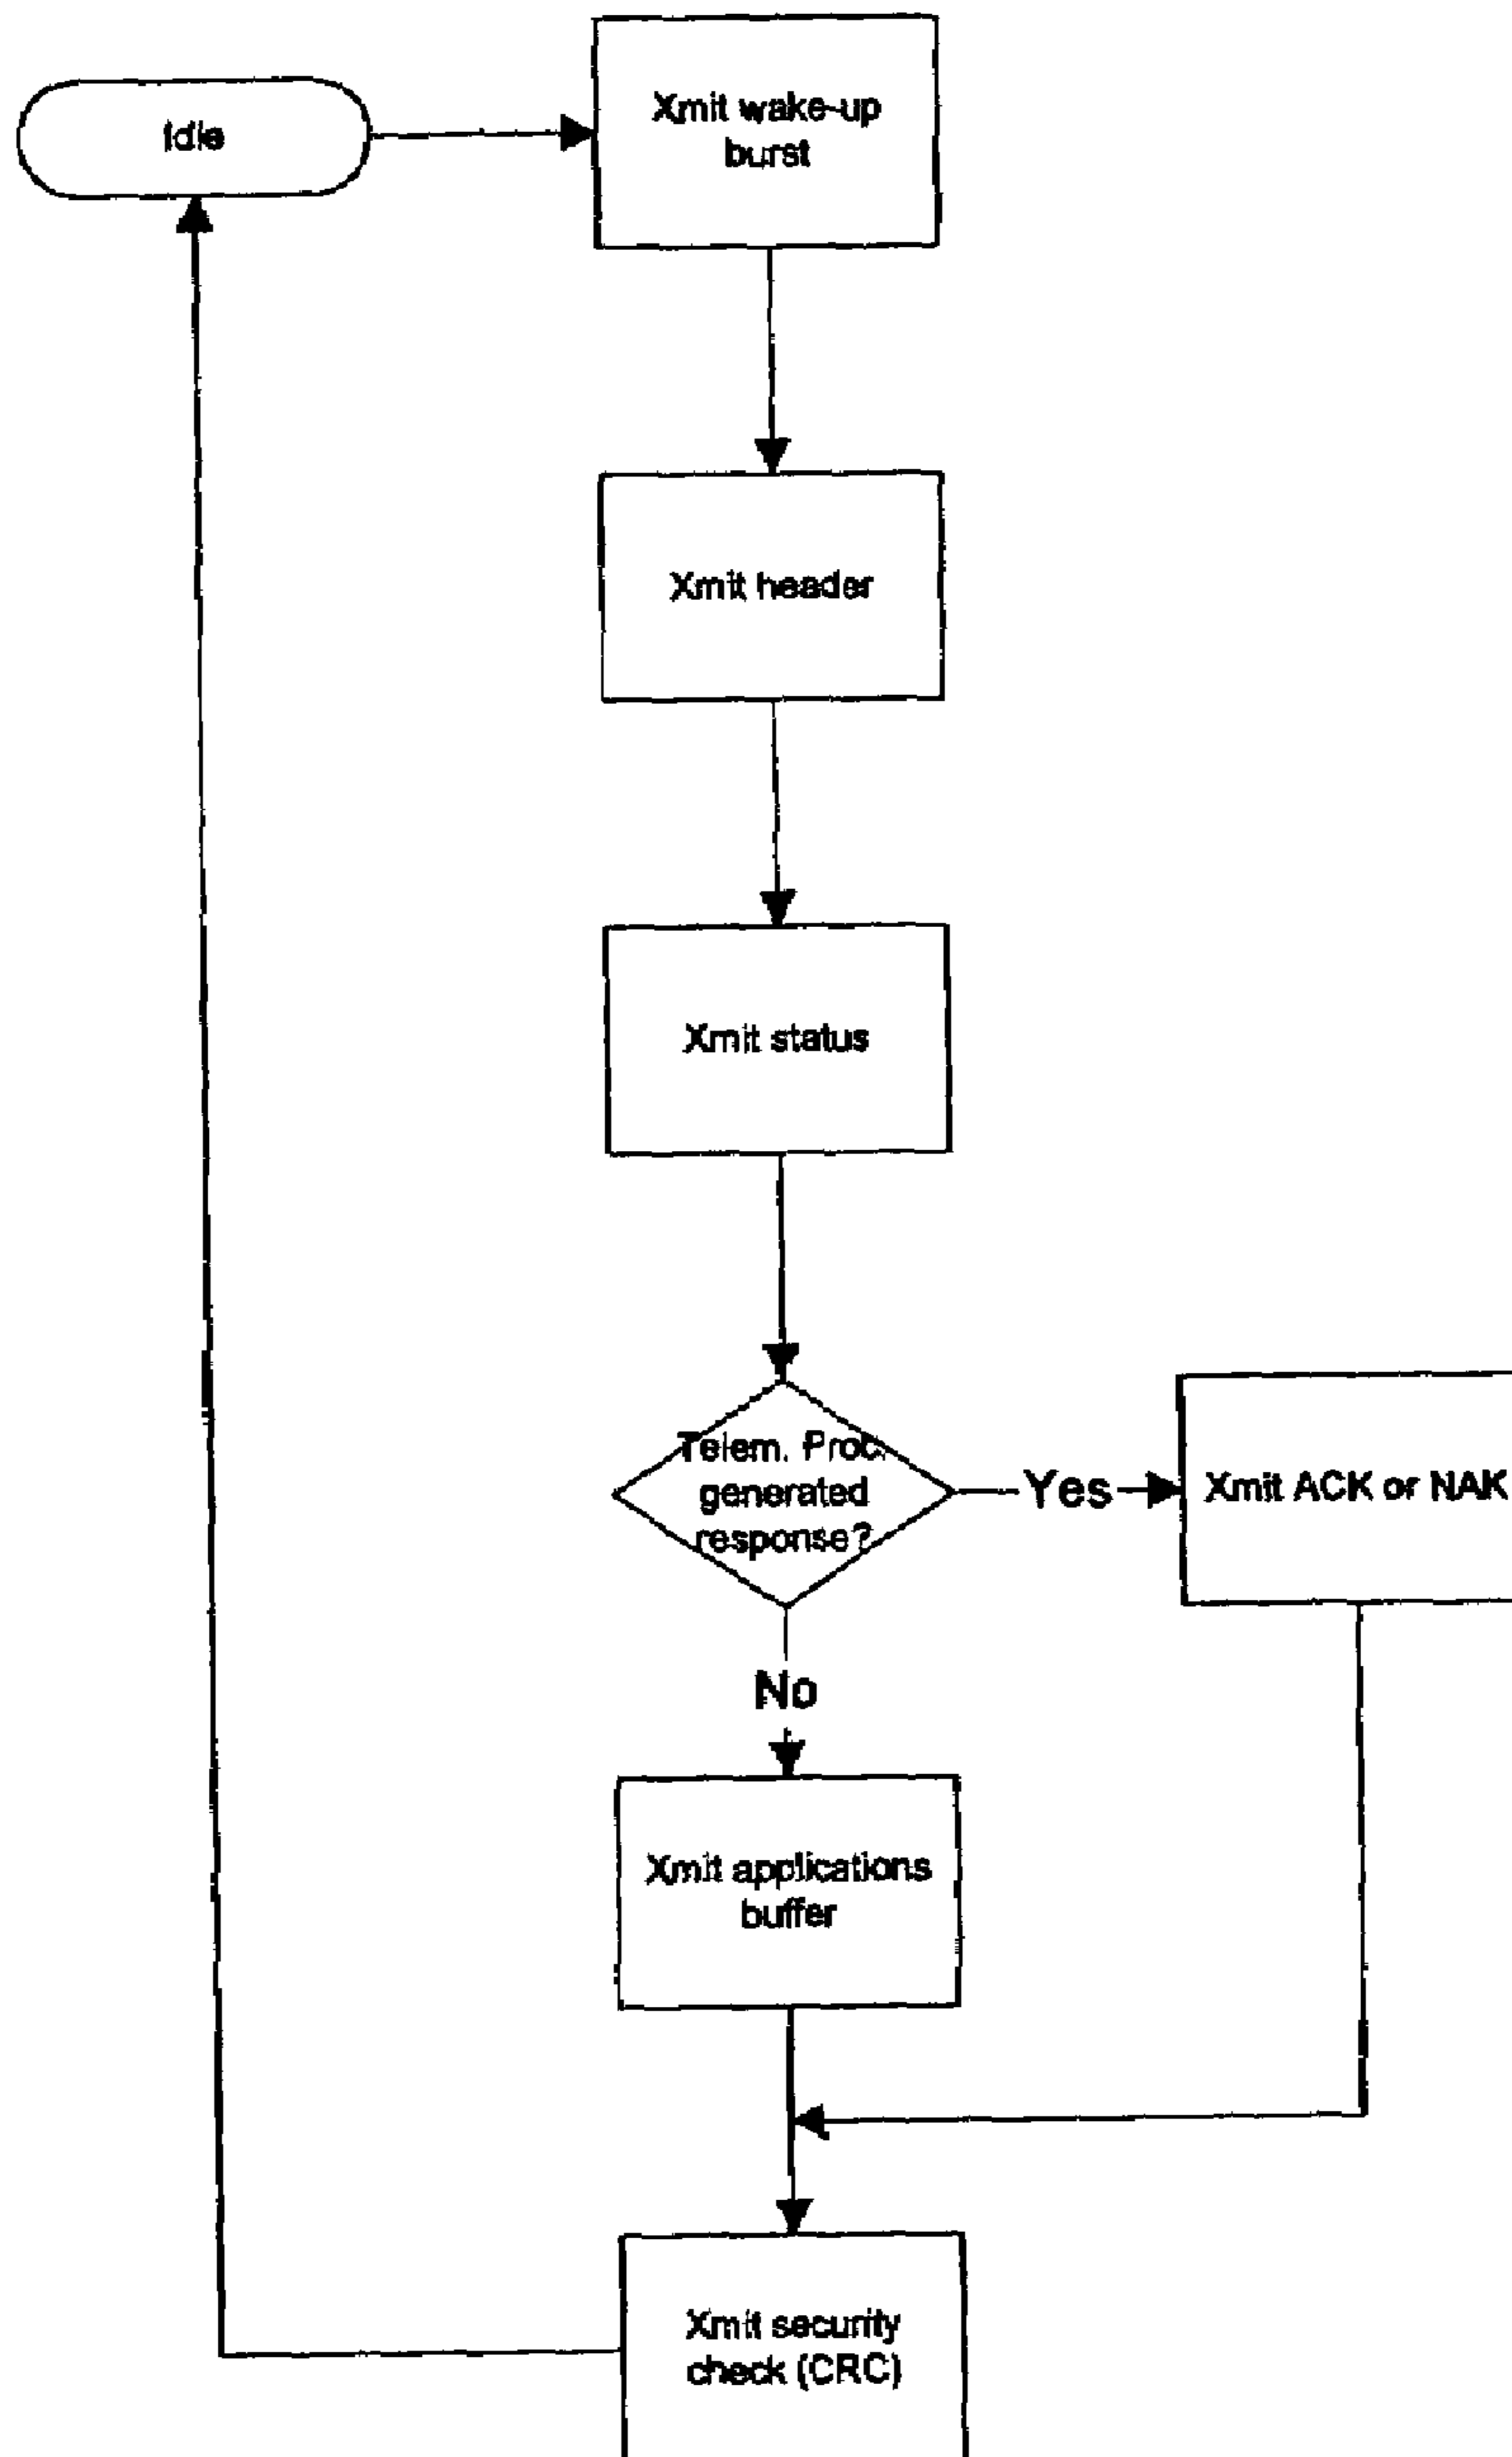 Idle
Xmit wake-up
burst
Xmit header
Xmit status
Telem. Proc.
generated
response?
Yes
Xmit ACK or NAK
No
Xmit applications
buffer
Xmit security
check (CRC)